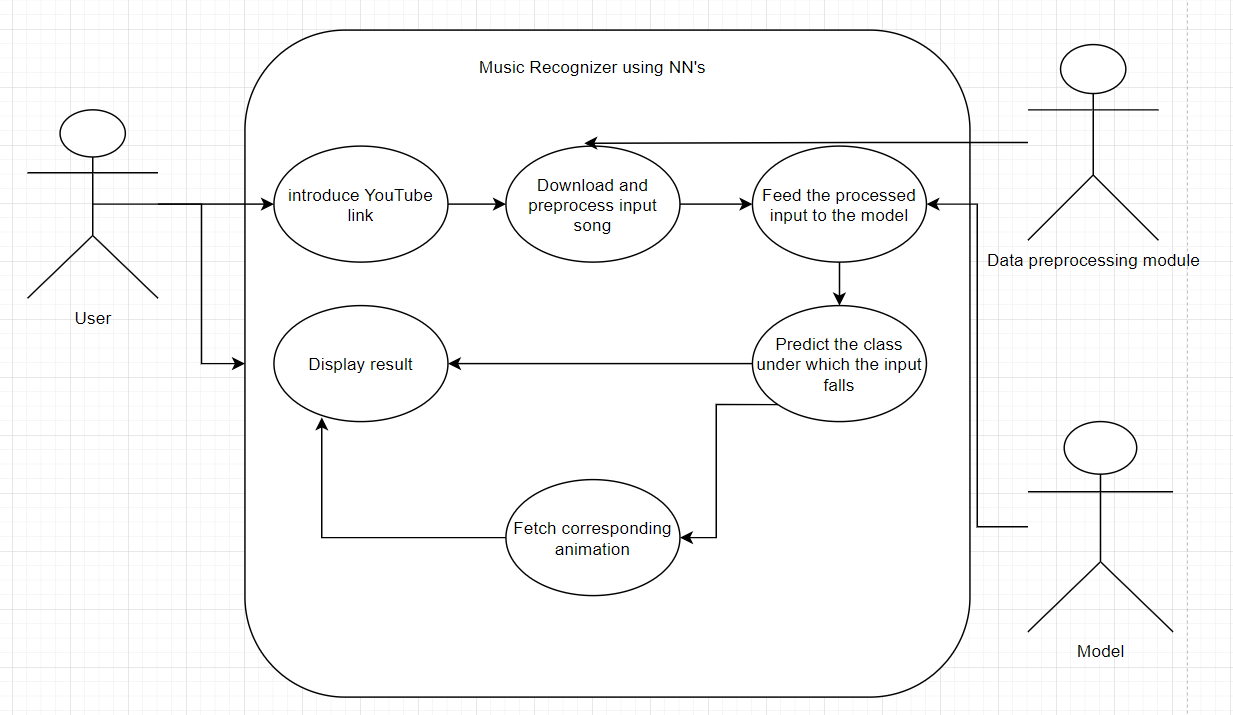 Music Recognizer using NN's
introduce YouTube
link
Download and
preprocess input
song
Feed the processed
input to the model
Data preprocessing module
User
Display result
Predict the class
under which the input
falls
Fetch corresponding
animation
Model